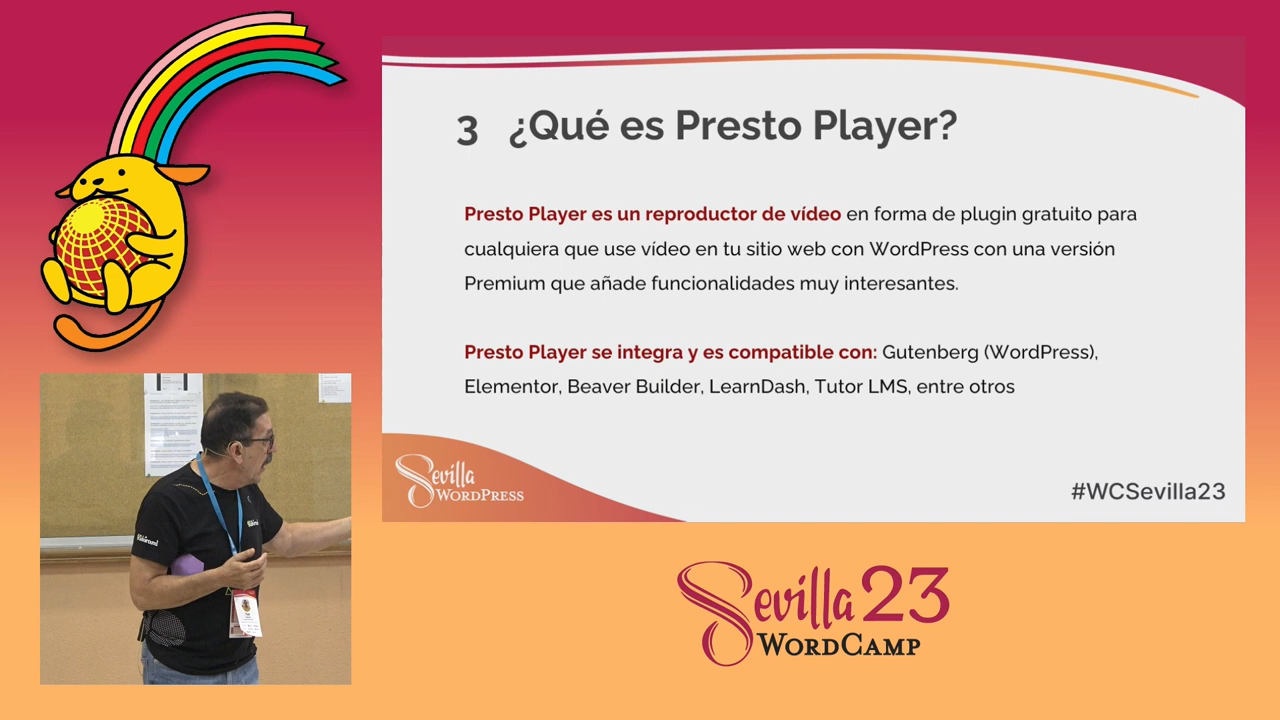 3 ¿Qué es Presto Player?
Presto Player es un reproductor de vídeo en forma de plugin gratuito para
cualquiera que use vídeo en tu sitio web con WordPress con una versión
Premium que añade funcionalidades muy interesantes.
Presto Player se integra y es compatible con: Gutenberg (WordPress),
Elementor, Beaver Builder, LearnDash, Tutor LMS, entre otros
Sevilla
WORDPRESS
#WCSevilla23
Sevilla 23
WORDCAMP